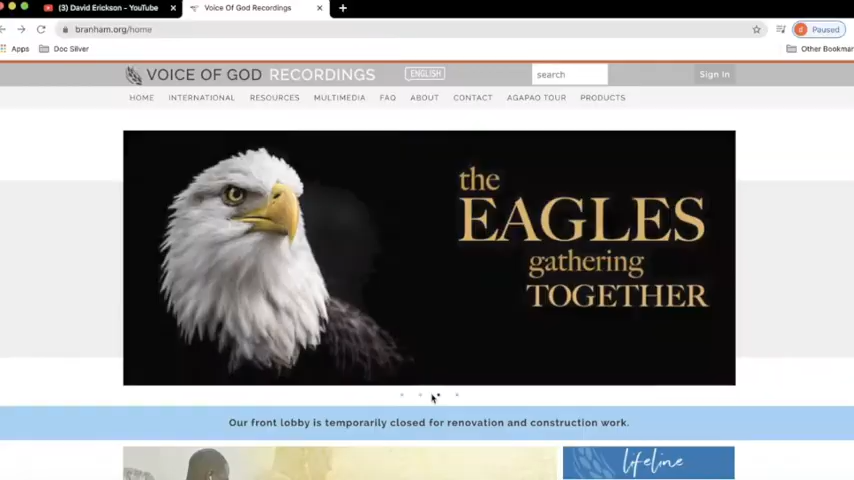 (3) David Erickson - YouTube
Voice Of God Recordings
branham.org/home
Paused
Apps
Doc Silver
Other Bookmar
VOICE OF GOD RECORDINGS
ENGLISH
search
Sign In
HOME INTERNATIONAL RESOURCES MULTIMEDIA FAQ ABOUT CONTACT AGAPAO TOUR PRODUCTS
the
EAGLES
gathering
TOGETHER
Our front lobby is temporarily closed for renovation and construction work.
lifeline